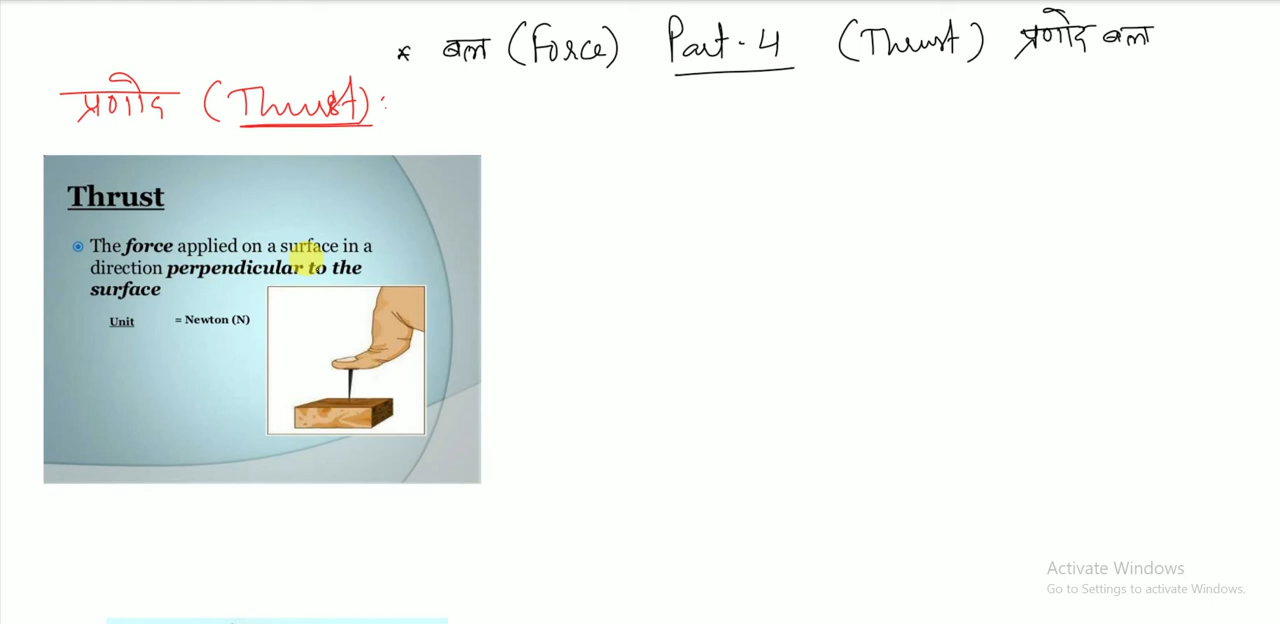 * बल (Force) Part-4 (Thrust) प्रणोद बल
प्रणोद (Thrust):
Thrust
The force applied on a surface in a
direction perpendicular to the
surface
Unit = Newton (N)
Activate Windows
Go to Settings to activate Windows.